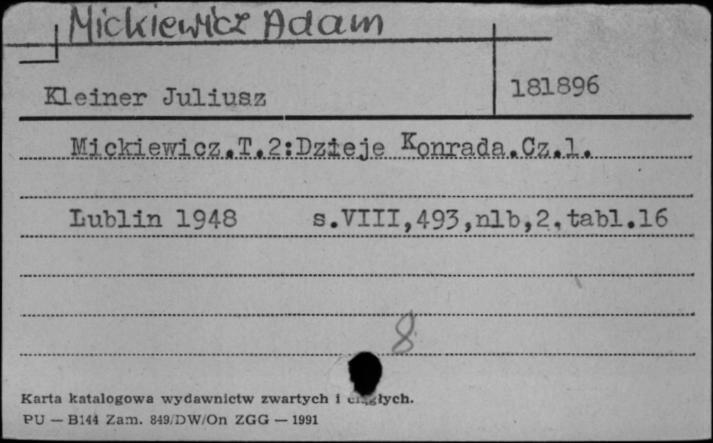 Mickiewicz Adam
Kleiner Juliusz 181896
Mickiewicz.T.2:Dzieje Konrada.Cz.1.
Lublin 1948 s.VIII,493,nlb,2,tabl.16
8
Karta katalogowa wydawnictw zwartych i ciągłych.
PU — B144 Zam. 849/DW/On ZGG — 1991